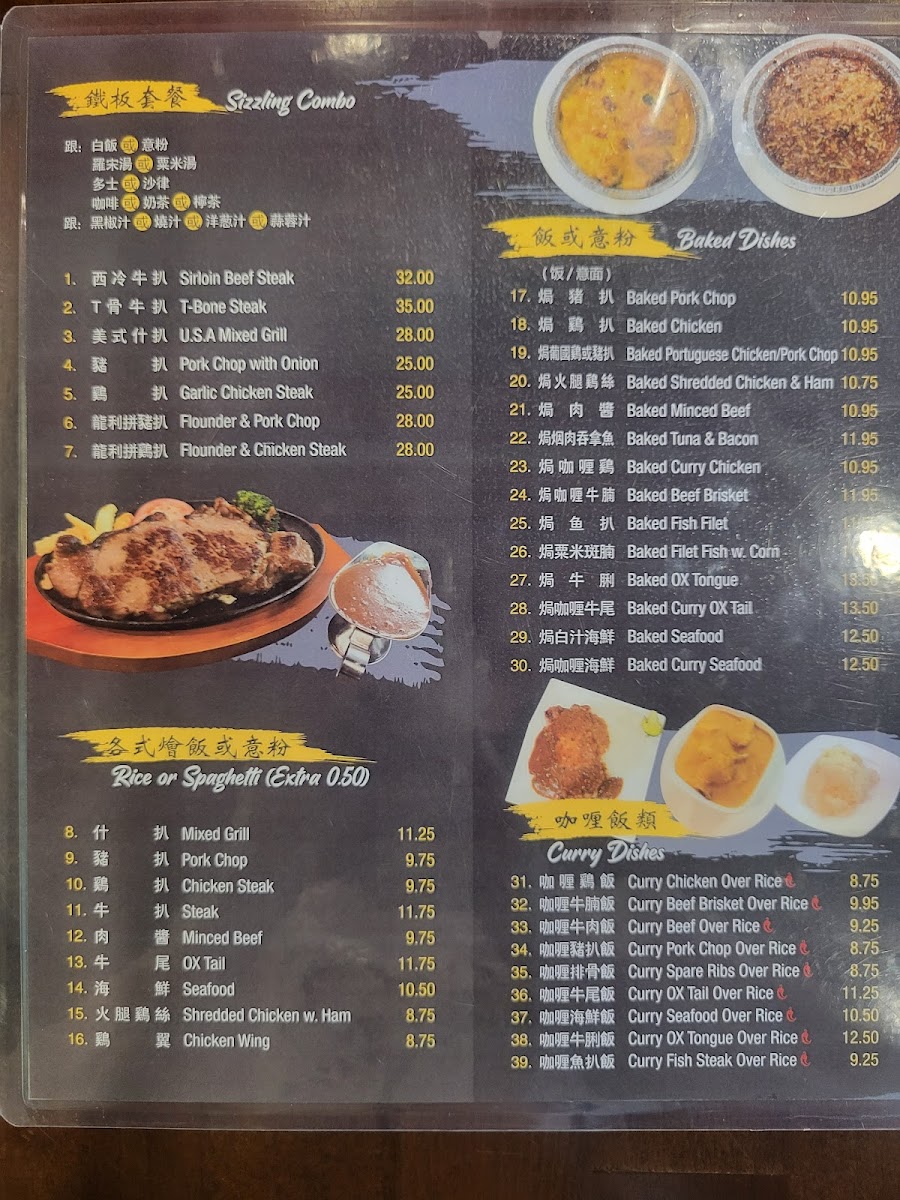 鐵板套餐 Sizzling Combo
跟: 白飯 或 意粉
羅宋湯 或 粟米湯
多士 或 沙律
咖啡 或 奶茶 或 檸茶
跟: 黑椒汁 或 燒汁 或 洋葱汁 或 蒜蓉汁
1. 西冷牛扒 Sirloin Beef Steak 32.00
2. T骨牛扒 T-Bone Steak 35.00
3. 美式什扒 U.S.A Mixed Grill 28.00
4. 豬扒 Pork Chop with Onion 25.00
5. 鷄扒 Garlic Chicken Steak 25.00
6. 龍利拼豬扒 Flounder & Pork Chop 28.00
7. 龍利拼鷄扒 Flounder & Chicken Steak 28.00
各式燴飯或意粉
Rice or Spaghetti (Extra 0.50)
8. 什扒 Mixed Grill 11.25
9. 豬扒 Pork Chop 9.75
10. 鷄扒 Chicken Steak 9.75
11. 牛扒 Steak 11.75
12. 肉醬 Minced Beef 9.75
13. 牛尾 OX Tail 11.75
14. 海鮮 Seafood 10.50
15. 火腿鷄絲 Shredded Chicken w. Ham 8.75
16. 鷄翼 Chicken Wing 8.75
飯或意粉 Baked Dishes
(饭/意面)
17. 焗豬扒 Baked Pork Chop 10.95
18. 焗鷄扒 Baked Chicken 10.95
19. 焗葡國鷄或豬扒 Baked Portuguese Chicken/Pork Chop 10.95
20. 焗火腿鷄絲 Baked Shredded Chicken & Ham 10.75
21. 焗肉醬 Baked Minced Beef 10.95
22. 焗烟肉吞拿魚 Baked Tuna & Bacon 11.95
23. 焗咖喱鷄 Baked Curry Chicken 10.95
24. 焗咖喱牛腩 Baked Beef Brisket 11.95
25. 焗鱼扒 Baked Fish Filet
26. 焗粟米斑腩 Baked Filet Fish w. Corn
27. 焗牛脷 Baked OX Tongue
28. 焗咖喱牛尾 Baked Curry OX Tail 13.50
29. 焗白汁海鮮 Baked Seafood 12.50
30. 焗咖喱海鮮 Baked Curry Seafood 12.50
咖喱飯類
Curry Dishes
31. 咖喱鷄飯 Curry Chicken Over Rice 8.75
32. 咖喱牛腩飯 Curry Beef Brisket Over Rice 9.95
33. 咖喱牛肉飯 Curry Beef Over Rice 9.25
34. 咖喱豬扒飯 Curry Pork Chop Over Rice 8.75
35. 咖喱排骨飯 Curry Spare Ribs Over Rice 8.75
36. 咖喱牛尾飯 Curry OX Tail Over Rice 11.25
37. 咖喱海鮮飯 Curry Seafood Over Rice 10.50
38. 咖喱牛脷飯 Curry OX Tongue Over Rice 12.50
39. 咖喱魚扒飯 Curry Fish Steak Over Rice 9.25